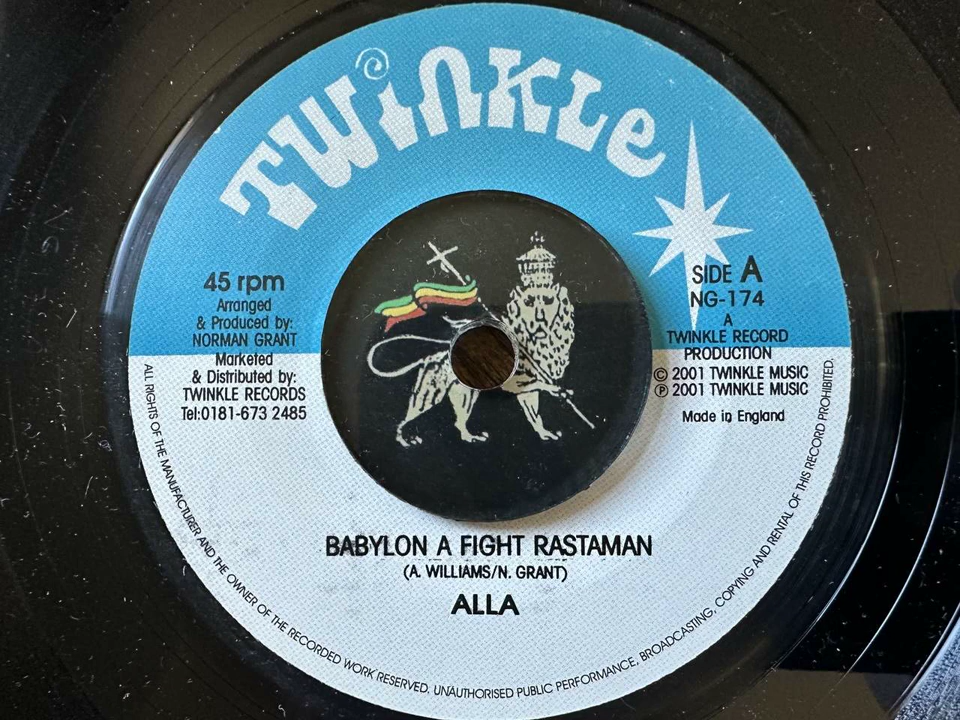 TWiNKLe
45 rpm
Arranged
& Produced by:
NORMAN GRANT
Marketed
& Distributed by:
TWINKLE RECORDS
Tel:0181-673 2485
SIDE A
NG-174
A
TWINKLE RECORD
PRODUCTION
© 2001 TWINKLE MUSIC
℗ 2001 TWINKLE MUSIC
Made in England
BABYLON A FIGHT RASTAMAN
(A. WILLIAMS/N. GRANT)
ALLA
ALL RIGHTS OF THE MANUFACTURER AND THE OWNER OF THE RECORDED WORK RESERVED. UNAUTHORISED PUBLIC PERFORMANCE, BROADCASTING, COPYING AND RENTAL OF THIS RECORD PROHIBITED.